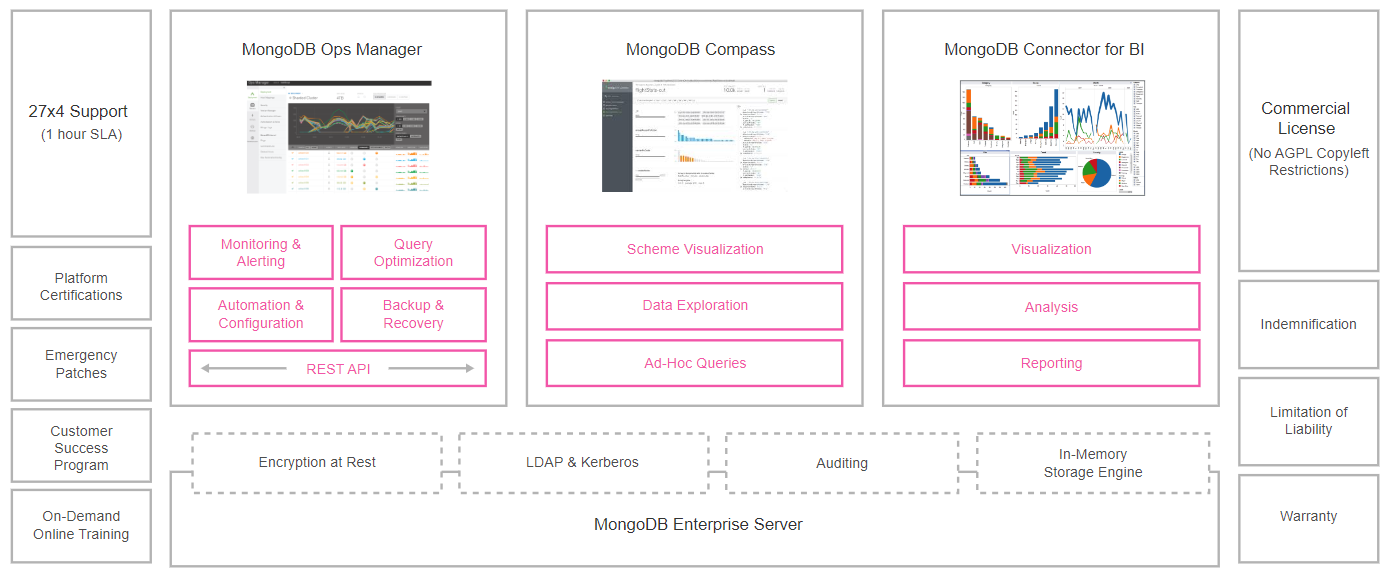 27x4 Support
(1 hour SLA)
Platform
Certifications
Emergency
Patches
Customer
Success
Program
On-Demand
Online Training
MongoDB Ops Manager
Monitoring &
Alerting
Query
Optimization
Automation &
Configuration
Backup &
Recovery
REST API
MongoDB Compass
Scheme Visualization
Data Exploration
Ad-Hoc Queries
MongoDB Connector for BI
Visualization
Analysis
Reporting
Encryption at Rest
LDAP & Kerberos
Auditing
In-Memory
Storage Engine
MongoDB Enterprise Server
Commercial
License
(No AGPL Copyleft
Restrictions)
Indemnification
Limitation of
Liability
Warranty